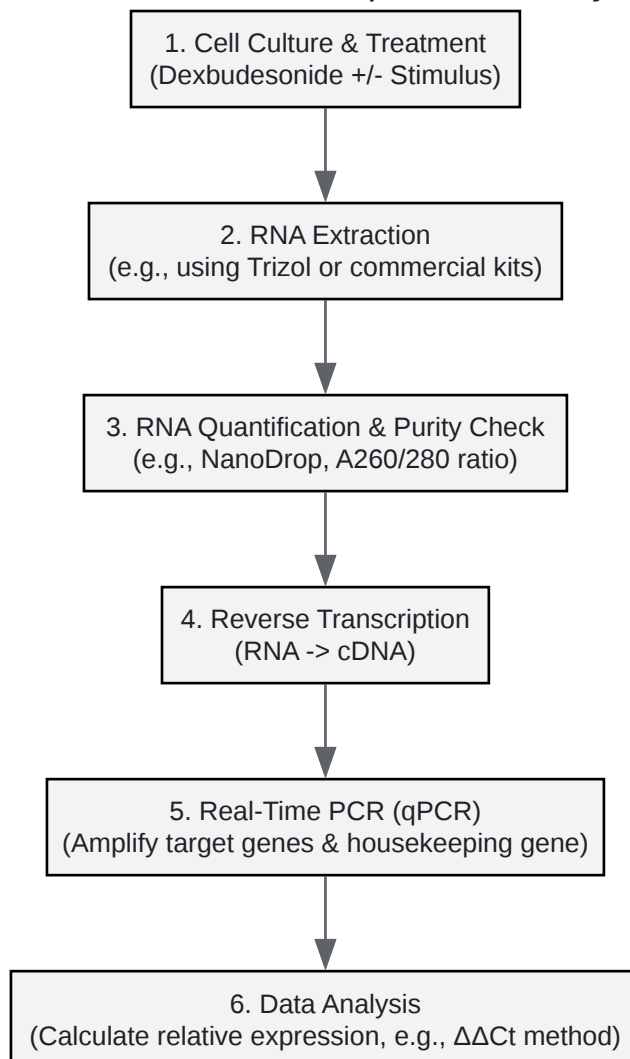 1. Cell Culture & Treatment
(Dexbudesonide +/- Stimulus)
2. RNA Extraction
(e.g., using Trizol or commercial kits)
3. RNA Quantification & Purity Check
(e.g., NanoDrop, A260/280 ratio)
4. Reverse Transcription
(RNA -> cDNA)
5. Real-Time PCR (qPCR)
(Amplify target genes & housekeeping gene)
6. Data Analysis
(Calculate relative expression, e.g., ΔΔCt method)